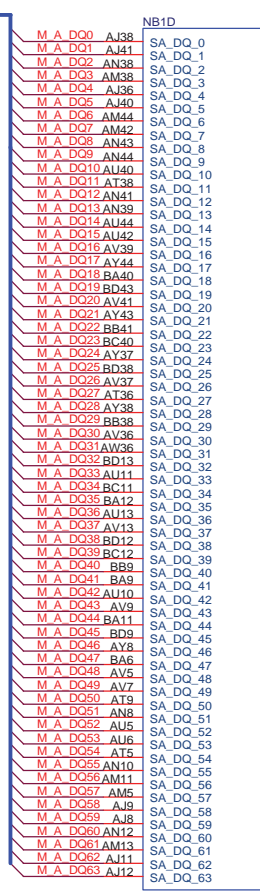 NB1D
M_A_DQ0 AJ38 SA_DQ_0
M_A_DQ1 AJ41 SA_DQ_1
M_A_DQ2 AN38 SA_DQ_2
M_A_DQ3 AM38 SA_DQ_3
M_A_DQ4 AJ36 SA_DQ_4
M_A_DQ5 AJ40 SA_DQ_5
M_A_DQ6 AM44 SA_DQ_6
M_A_DQ7 AM42 SA_DQ_7
M_A_DQ8 AN43 SA_DQ_8
M_A_DQ9 AN44 SA_DQ_9
M_A_DQ10 AU40 SA_DQ_10
M_A_DQ11 AT38 SA_DQ_11
M_A_DQ12 AN41 SA_DQ_12
M_A_DQ13 AN39 SA_DQ_13
M_A_DQ14 AU44 SA_DQ_14
M_A_DQ15 AU42 SA_DQ_15
M_A_DQ16 AV39 SA_DQ_16
M_A_DQ17 AY44 SA_DQ_17
M_A_DQ18 BA40 SA_DQ_18
M_A_DQ19 BD43 SA_DQ_19
M_A_DQ20 AV41 SA_DQ_20
M_A_DQ21 AY43 SA_DQ_21
M_A_DQ22 BB41 SA_DQ_22
M_A_DQ23 BC40 SA_DQ_23
M_A_DQ24 AY37 SA_DQ_24
M_A_DQ25 BD38 SA_DQ_25
M_A_DQ26 AV37 SA_DQ_26
M_A_DQ27 AT36 SA_DQ_27
M_A_DQ28 AY38 SA_DQ_28
M_A_DQ29 BB38 SA_DQ_29
M_A_DQ30 AV36 SA_DQ_30
M_A_DQ31 AW36 SA_DQ_31
M_A_DQ32 BD13 SA_DQ_32
M_A_DQ33 AU11 SA_DQ_33
M_A_DQ34 BC11 SA_DQ_34
M_A_DQ35 BA12 SA_DQ_35
M_A_DQ36 AU13 SA_DQ_36
M_A_DQ37 AV13 SA_DQ_37
M_A_DQ38 BD12 SA_DQ_38
M_A_DQ39 BC12 SA_DQ_39
M_A_DQ40 BB9 SA_DQ_40
M_A_DQ41 BA9 SA_DQ_41
M_A_DQ42 AU10 SA_DQ_42
M_A_DQ43 AV9 SA_DQ_43
M_A_DQ44 BA11 SA_DQ_44
M_A_DQ45 BD9 SA_DQ_45
M_A_DQ46 AY8 SA_DQ_46
M_A_DQ47 BA6 SA_DQ_47
M_A_DQ48 AV5 SA_DQ_48
M_A_DQ49 AV7 SA_DQ_49
M_A_DQ50 AT9 SA_DQ_50
M_A_DQ51 AN8 SA_DQ_51
M_A_DQ52 AU5 SA_DQ_52
M_A_DQ53 AU6 SA_DQ_53
M_A_DQ54 AT5 SA_DQ_54
M_A_DQ55 AN10 SA_DQ_55
M_A_DQ56 AM11 SA_DQ_56
M_A_DQ57 AM5 SA_DQ_57
M_A_DQ58 AJ9 SA_DQ_58
M_A_DQ59 AJ8 SA_DQ_59
M_A_DQ60 AN12 SA_DQ_60
M_A_DQ61 AM13 SA_DQ_61
M_A_DQ62 AJ11 SA_DQ_62
M_A_DQ63 AJ12 SA_DQ_63